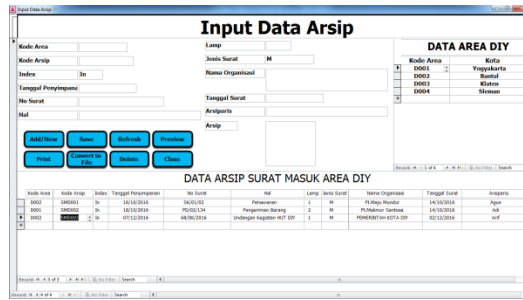 Input Data Arsip
Input Data Arsip
Kode Area
Kode Arsip
Index In
Tanggal Penyimpana
No Surat
Hal
Lamp
Jenis Surat M
Nama Organisasi
Tanggal Surat
Arsiparis
Arsip
DATA AREA DIY
Kode Area Kota
D001 Yogyakarta
D002 Bantul
D003 Klaten
D004 Sleman
Add/New Save Refresh Preview
Print Convert to File Delete Close
Record: 1 of 4 No Filter Search
DATA ARSIP SURAT MASUK AREA DIY
Kode Area Kode Arsip Index Tanggal Penyimpanan No Surat Hal Lamp Jenis Surat Nama Organisasi Tanggal Surat Arsiparis
D002 SMD001 In 16/10/2016 SK/01/02 Penawaran 1 M Pt.Maju Mundur 14/10/2016 Agus
D001 SMD002 In 18/10/2016 PD/02/134 Pengeriman Barang 2 M Pt.Makmur Sentosa 14/10/2016 Adi
D002 SMD003 In 07/12/2016 68/DK/2016 Undangan Kegiatan HUT DIY 1 M PEMERINTAH KOTA DIY 02/12/2016 Arif
Record: 3 of 3 No Filter Search
Record: 4 of 4 No Filter Search